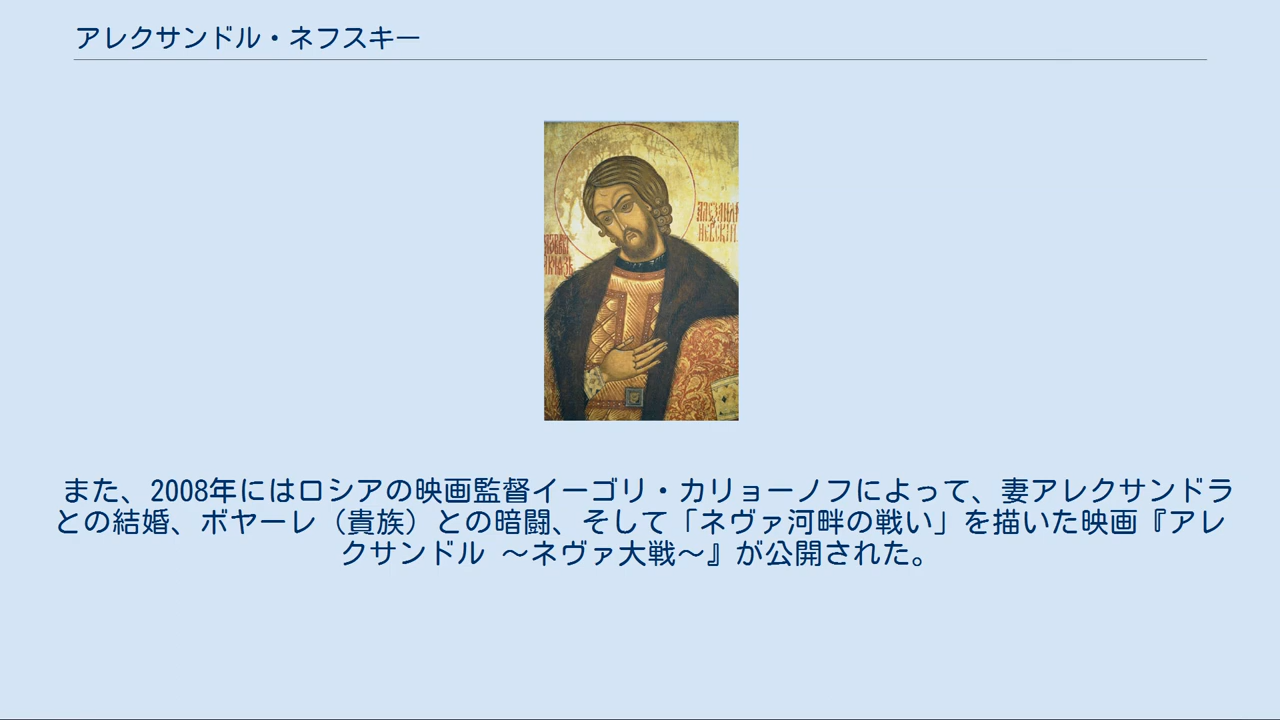 アレクサンドル・ネフスキー
また、2008年にはロシアの映画監督イーゴリ・カリョーノフによって、妻アレクサンドラ
との結婚、ボヤーレ（貴族）との暗闘、そして「ネヴァ河畔の戦い」を描いた映画『アレ
クサンドル ～ネヴァ大戦～』が公開された。